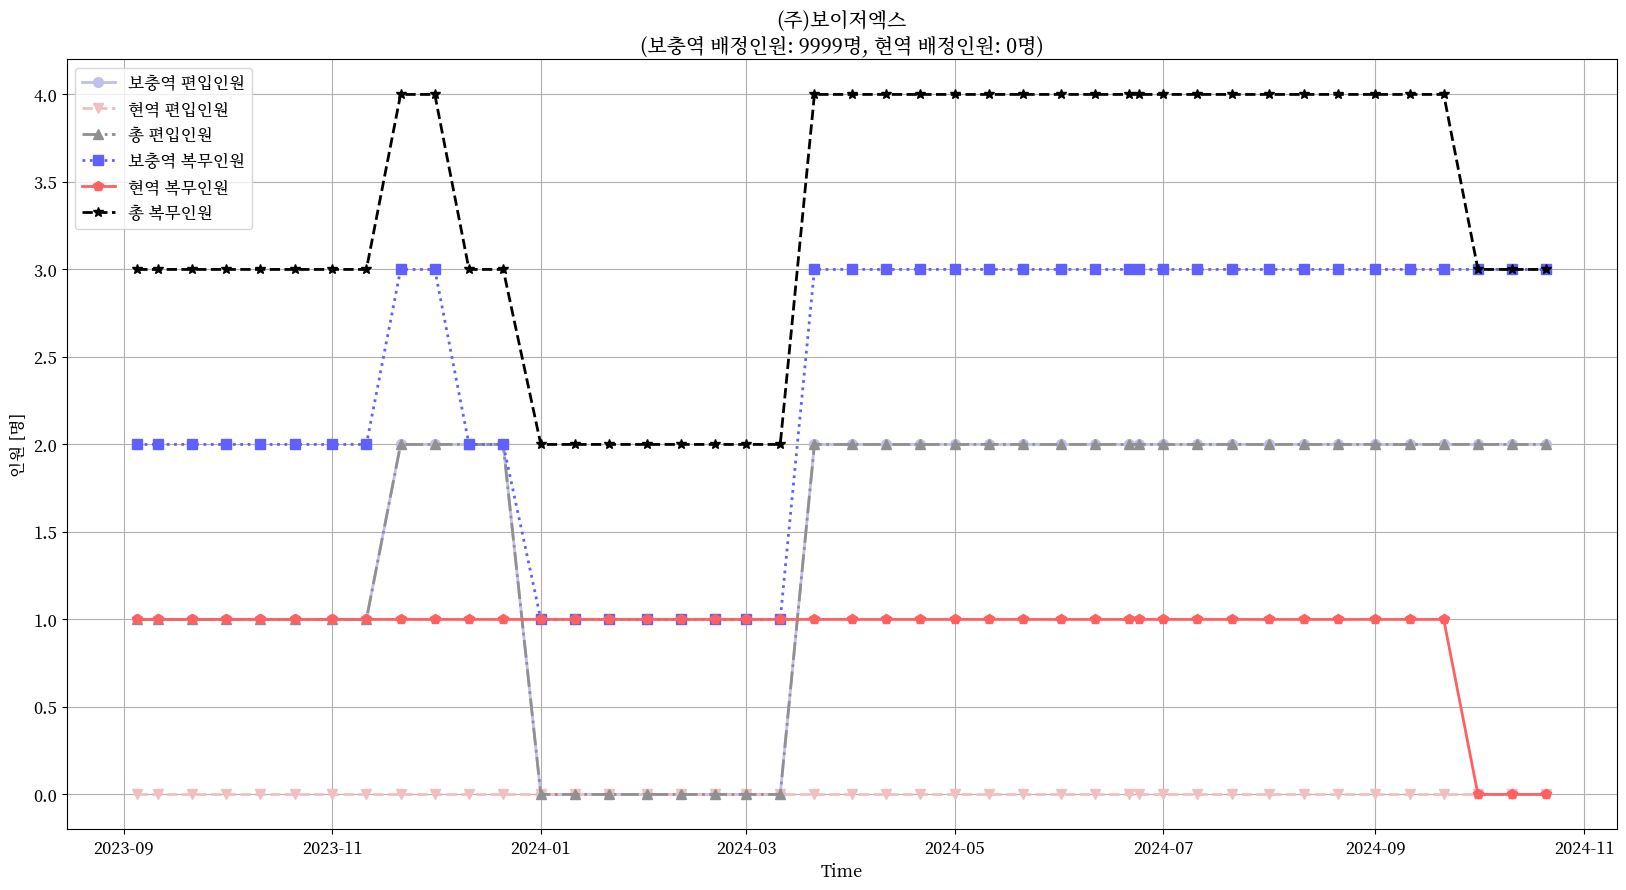 (주)보이저엑스
(보충역 배정인원: 9999명, 현역 배정인원: 0명)
보충역 편입인원
현역 편입인원
총 편입인원
보충역 복무인원
현역 복무인원
총 복무인원
4.0
3.5
3.0
2.5
2.0
1.5
1.0
0.5
0.0
인원 [명]
2023-09 2023-11 2024-01 2024-03 2024-05 2024-07 2024-09 2024-11
Time